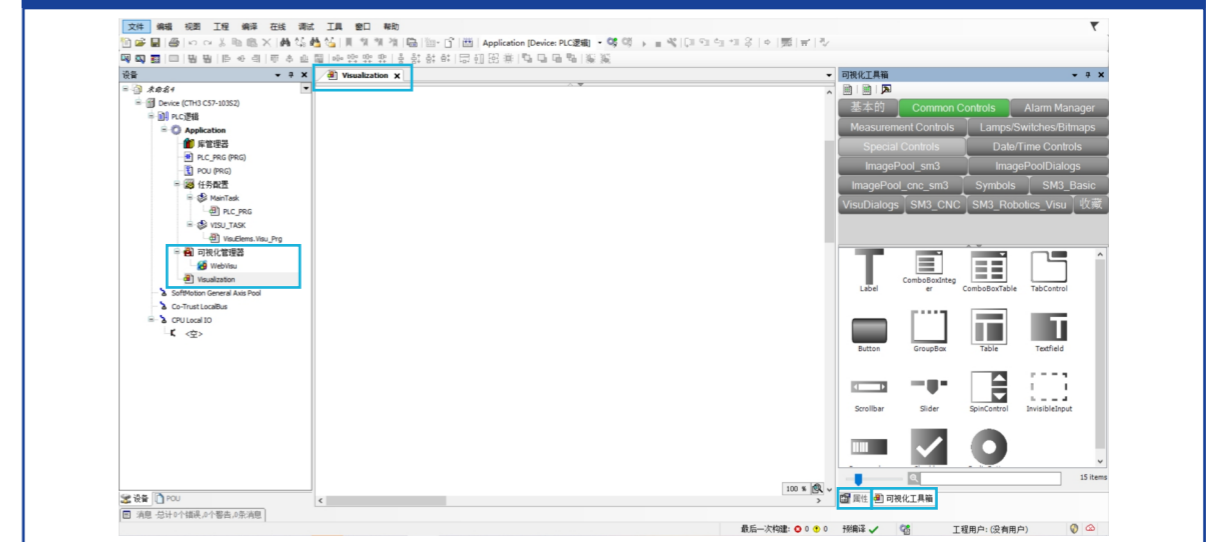 文件 编辑 视图 工程 编译 在线 调试 工具 窗口 帮助
Application [Device: PLC逻辑]
设备
未命名4
Device (CTH3 C57-103S2)
PLC逻辑
Application
库管理器
PLC_PRG (PRG)
POU (PRG)
任务配置
MainTask
PLC_PRG
VISU_TASK
VisuElems.Visu_Prg
可视化管理器
WebVisu
Visualization
SoftMotion General Axis Pool
Co-Trust LocalBus
CPU Local IO
<空>
设备 POU
消息 -总计0个错误,0个警告,0条消息
Visualization
100 %
可视化工具箱
基本的 Common Controls Alarm Manager
Measurement Controls Lamps/Switches/Bitmaps
Special Controls Date/Time Controls
ImagePool_sm3 ImagePoolDialogs
ImagePool_cnc_sm3 Symbols SM3_Basic
VisuDialogs SM3_CNC SM3_Robotics_Visu 收藏
Label ComboBoxInteger ComboBoxTable TabControl
Button GroupBox Table Textfield
Scrollbar Slider SpinControl InvisibleInput
15 items
属性 可视化工具箱
最后一次构建: 0 0 预编译 工程用户: (没有用户)